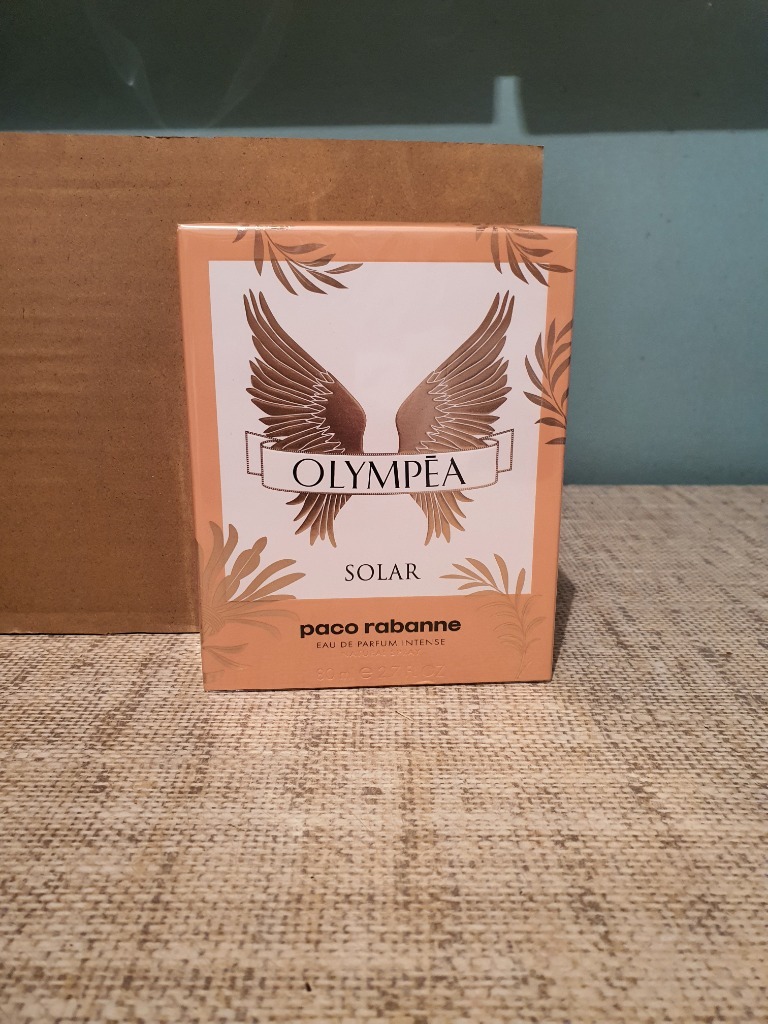 OLYMPĒA
SOLAR
paco rabanne
EAU DE PARFUM INTENSE